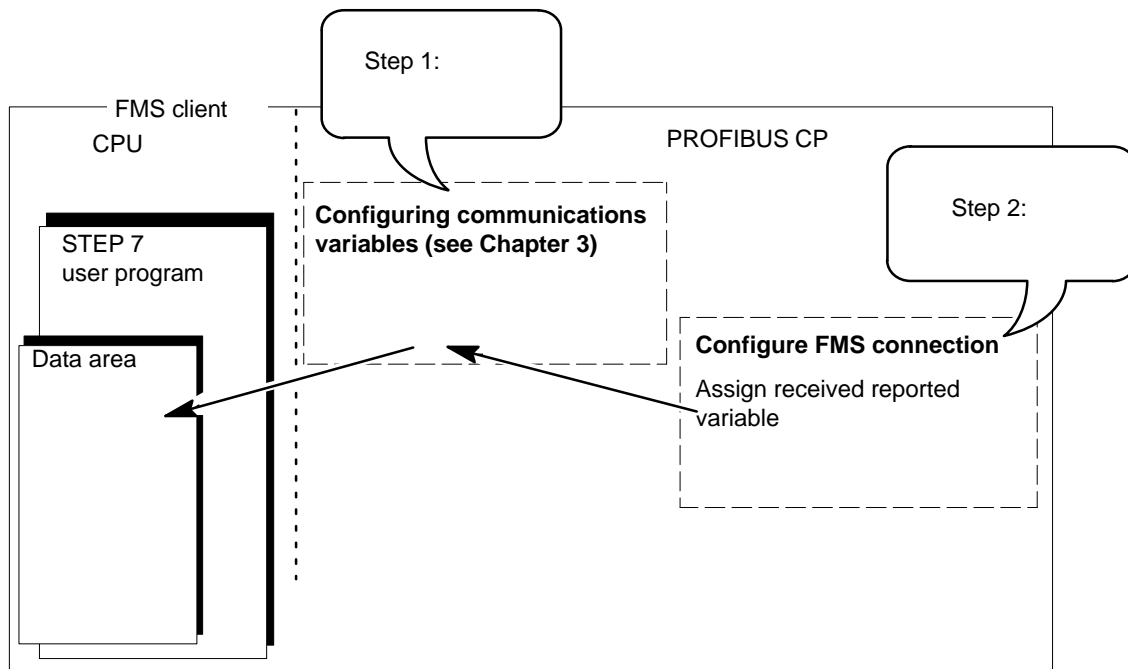 Step 1:
FMS client
CPU
PROFIBUS CP
Step 2:
Configuring communications
variables (see Chapter 3)
STEP 7
user program
Data area
Configure FMS connection
Assign received reported
variable